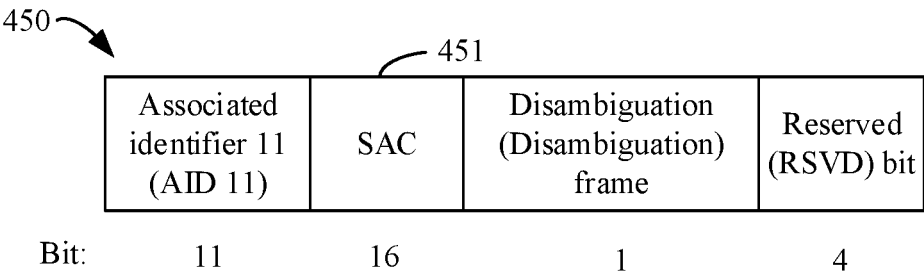 450
451
Associated
identifier 11
(AID 11)
SAC
Disambiguation
(Disambiguation)
frame
Reserved
(RSVD) bit
Bit: 11 16 1 4